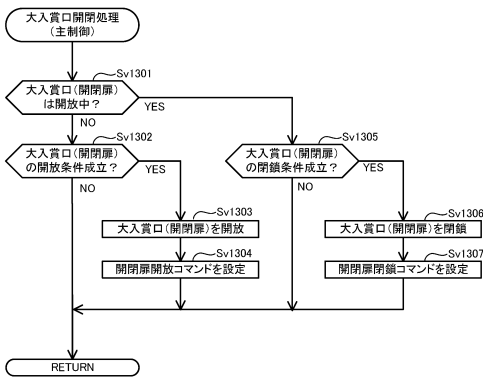 大入賞口開閉処理
(主制御)
Sv1301
大入賞口(開閉扉)
は開放中？
YES
NO
Sv1302
大入賞口(開閉扉)
の開放条件成立？
YES
NO
Sv1305
大入賞口(開閉扉)
の閉鎖条件成立？
YES
NO
Sv1303
大入賞口(開閉扉)を開放
Sv1304
開閉扉開放コマンドを設定
Sv1306
大入賞口(開閉扉)を閉鎖
Sv1307
開閉扉閉鎖コマンドを設定
RETURN